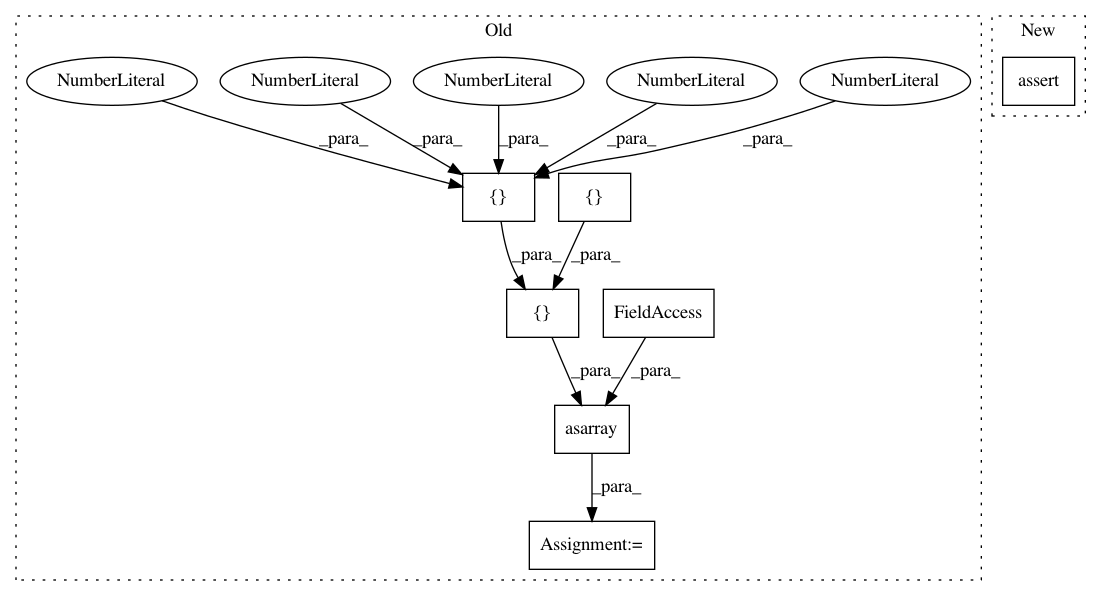 Old
New
NumberLiteral NumberLiteral NumberLiteral NumberLiteral NumberLiteral
assert
_para_ _para_ _para_ _para_ _para_
{} {}
_para_ _para_
{} FieldAccess
_para_ _para_
asarray
_para_
Assignment:=